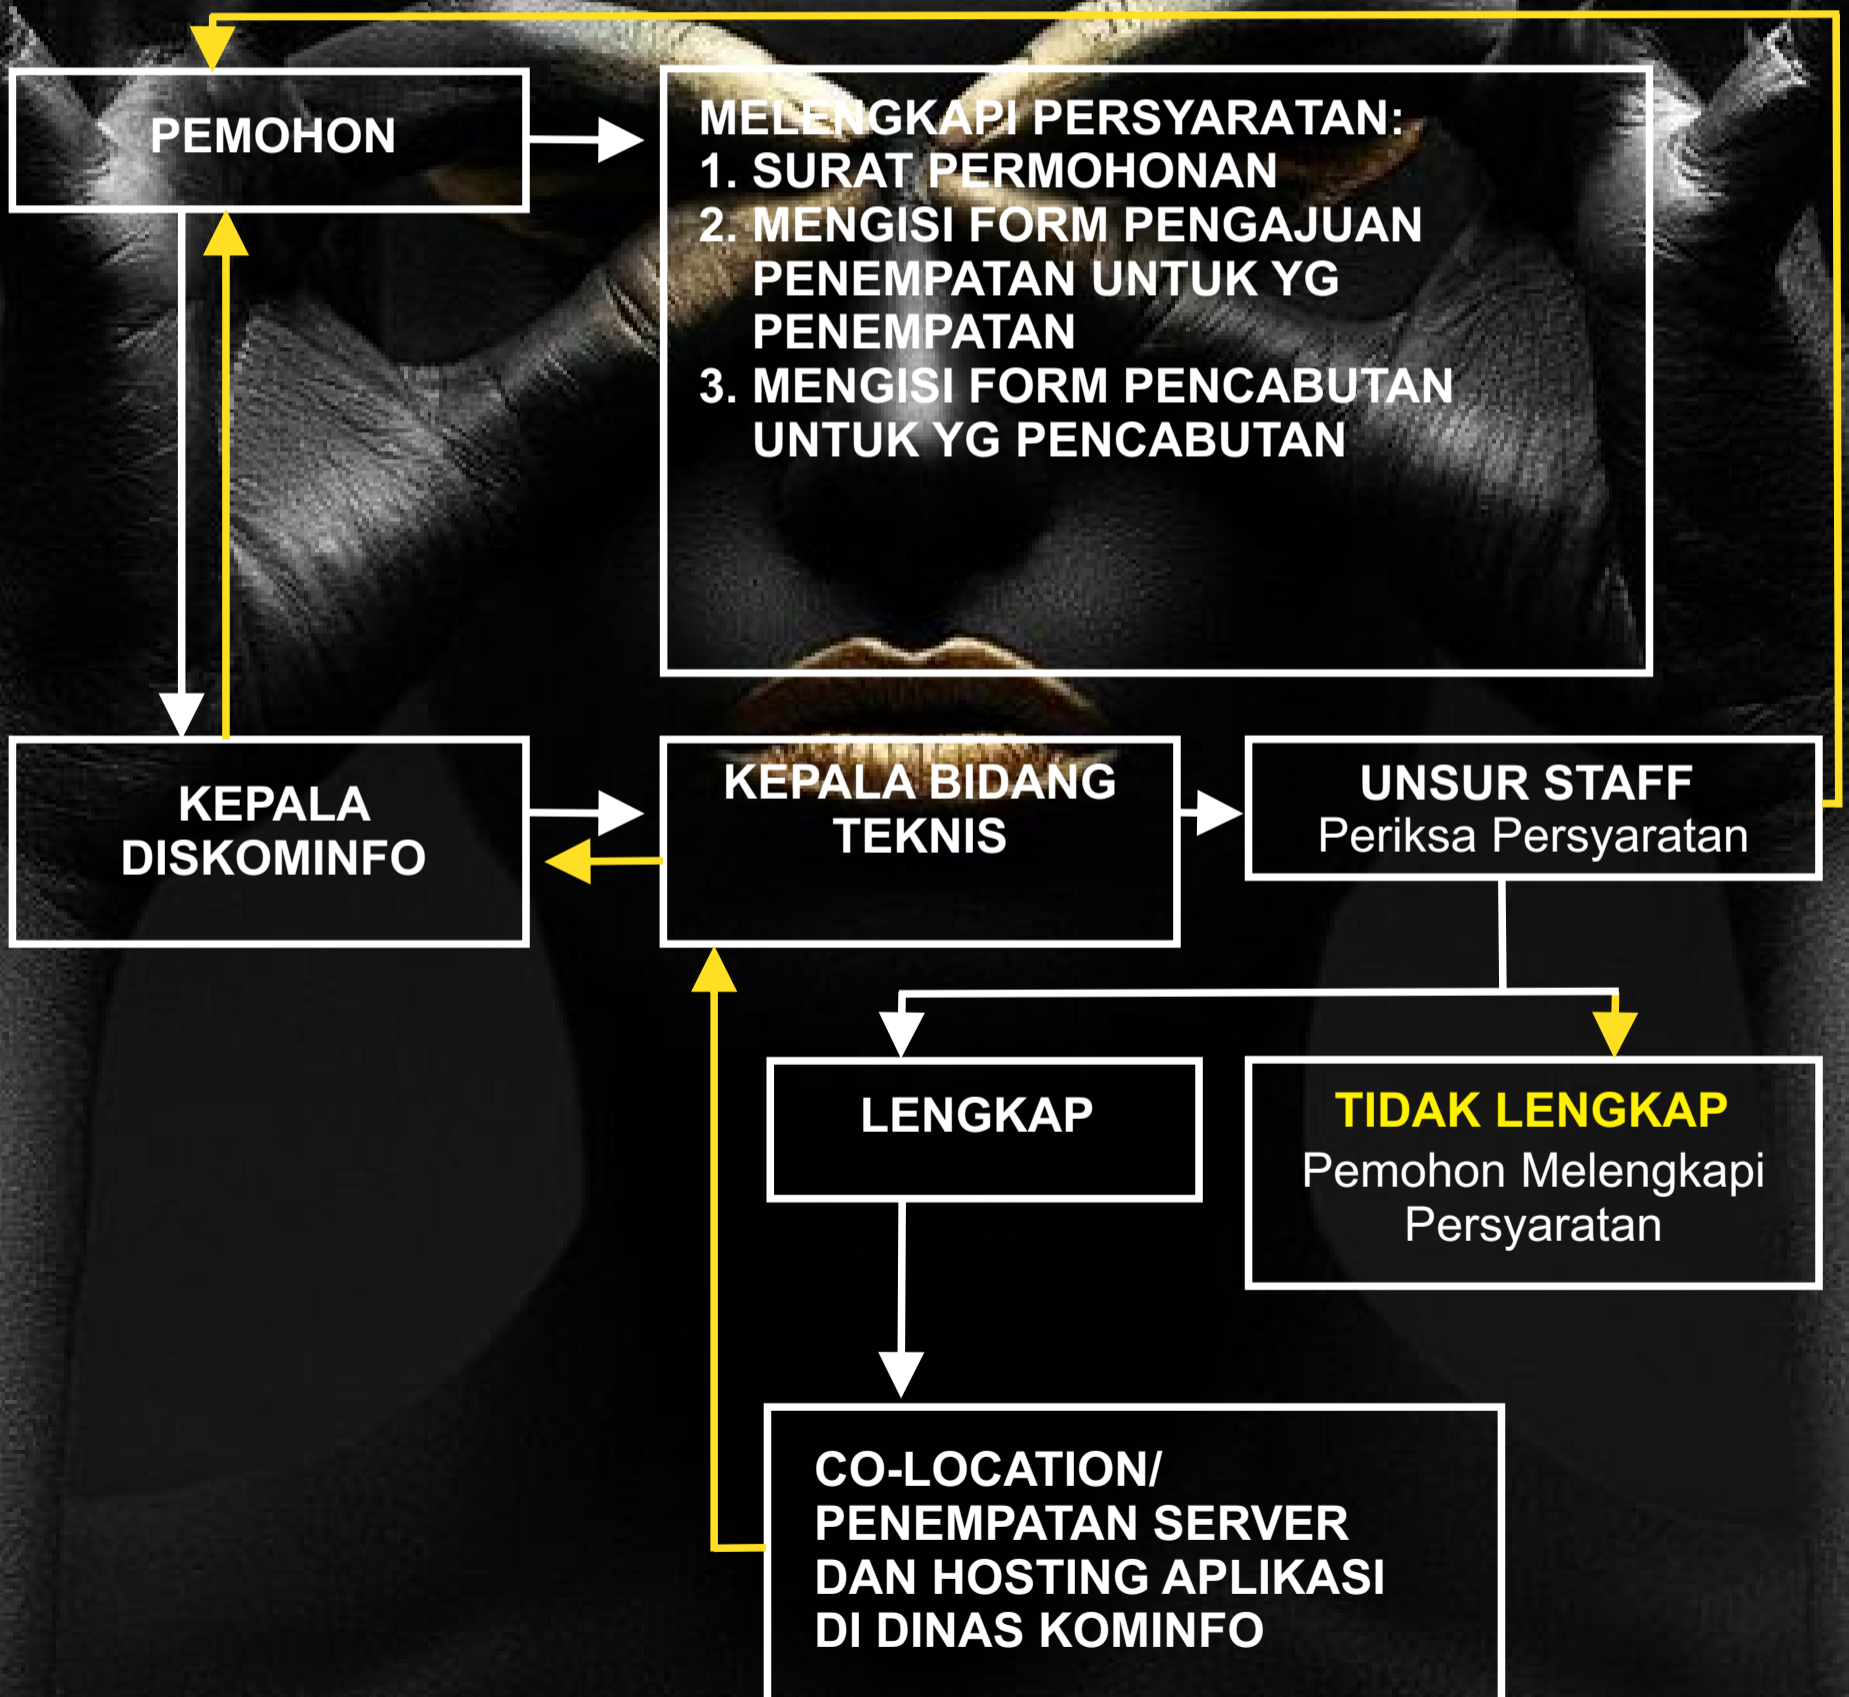 PEMOHON
MELENGKAPI PERSYARATAN:
1. SURAT PERMOHONAN
2. MENGISI FORM PENGAJUAN
PENEMPATAN UNTUK YG
PENEMPATAN
3. MENGISI FORM PENCABUTAN
UNTUK YG PENCABUTAN
KEPALA
DISKOMINFO
KEPALA BIDANG
TEKNIS
UNSUR STAFF
Periksa Persyaratan
LENGKAP
TIDAK LENGKAP
Pemohon Melengkapi
Persyaratan
CO-LOCATION/
PENEMPATAN SERVER
DAN HOSTING APLIKASI
DI DINAS KOMINFO